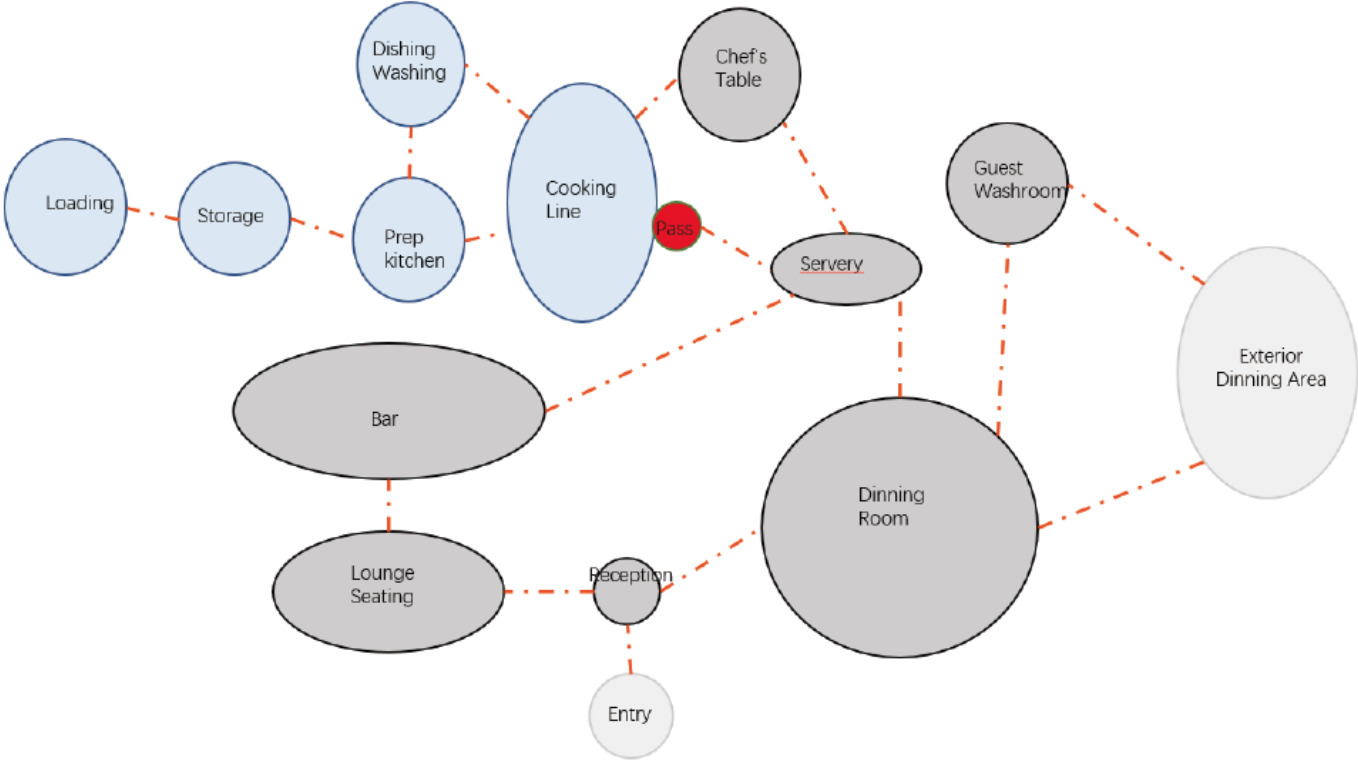 Dishing
Washing
Chef's
Table
Loading
Storage
Prep
kitchen
Cooking
Line
Pass
Servery
Guest
Washroom
Exterior
Dinning Area
Bar
Dinning
Room
Lounge
Seating
Reception
Entry